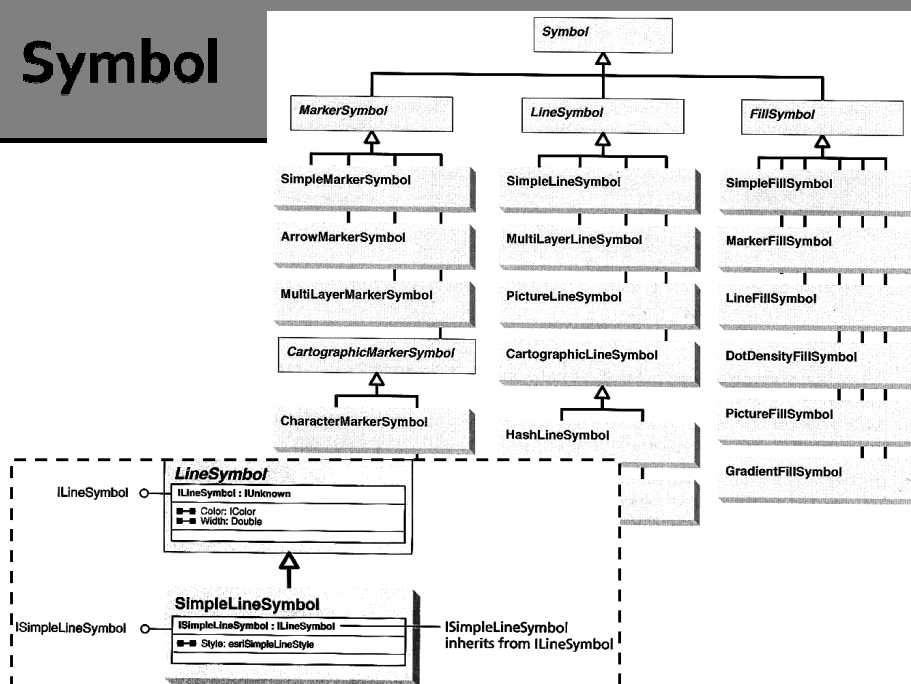 Symbol
Symbol
MarkerSymbol
LineSymbol
FillSymbol
SimpleMarkerSymbol
SimpleLineSymbol
SimpleFillSymbol
ArrowMarkerSymbol
MultiLayerLineSymbol
MarkerFillSymbol
MultiLayerMarkerSymbol
PictureLineSymbol
LineFillSymbol
CartographicMarkerSymbol
CartographicLineSymbol
DotDensityFillSymbol
CharacterMarkerSymbol
HashLineSymbol
PictureFillSymbol
GradientFillSymbol
LineSymbol
ILineSymbol
ILineSymbol : IUnknown
Color: IColor
Width: Double
SimpleLineSymbol
ISimpleLineSymbol
ISimpleLineSymbol : ILineSymbol
Style: esriSimpleLineStyle
ISimpleLineSymbol
inherits from ILineSymbol